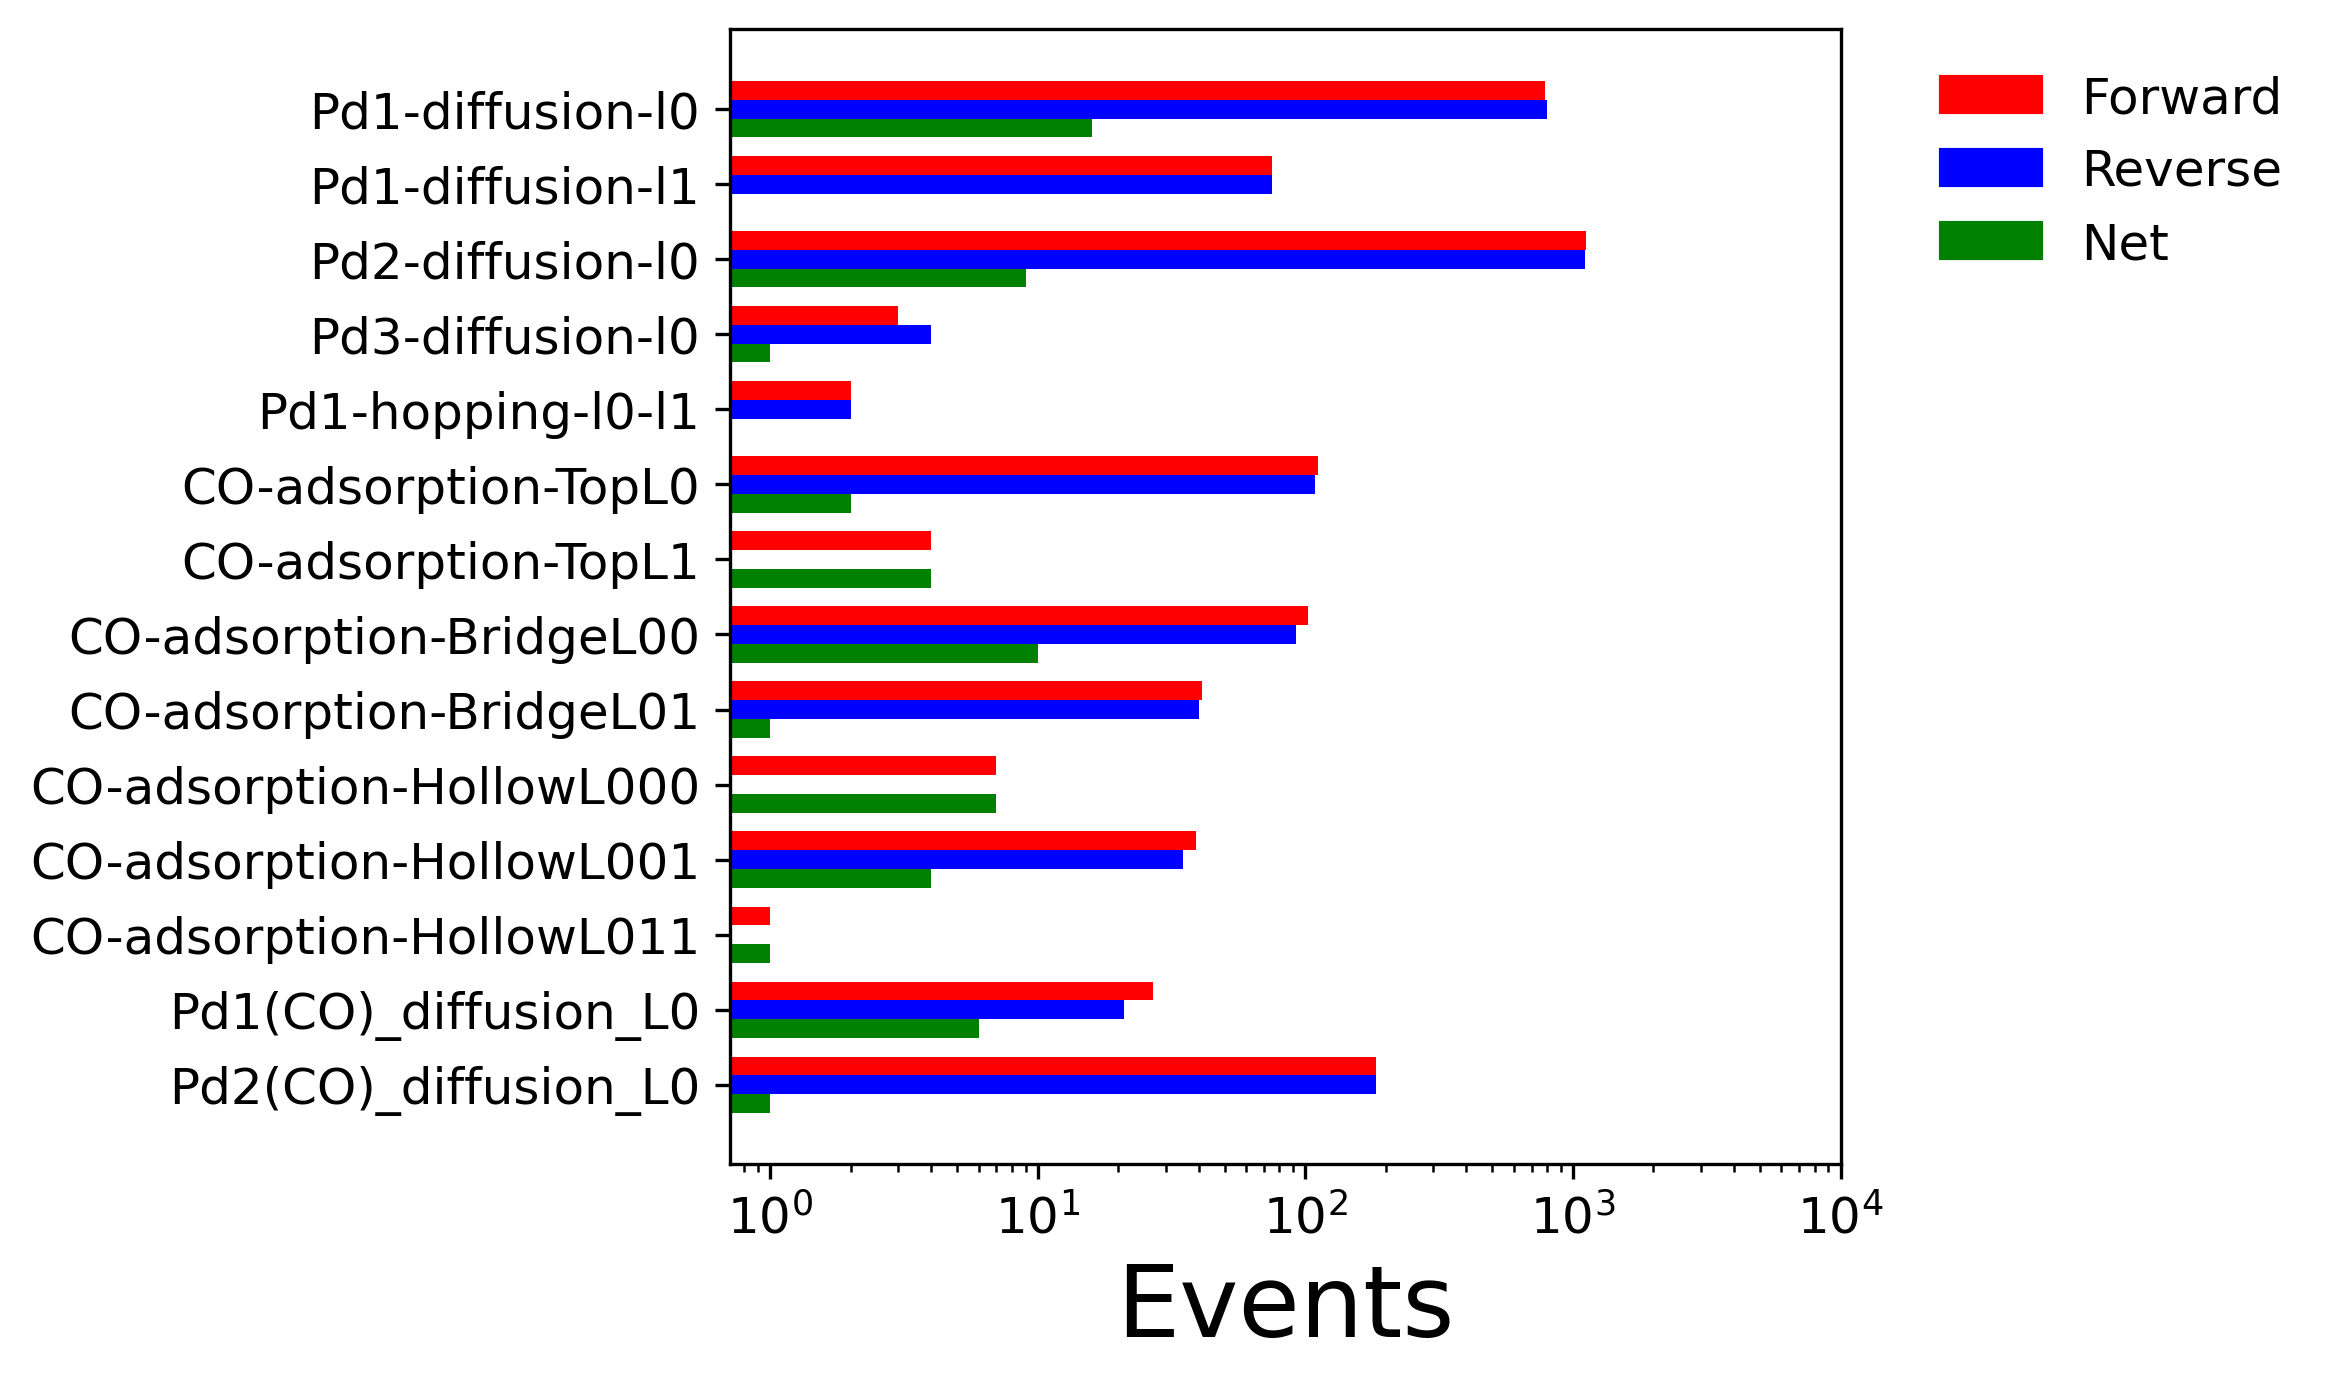 Pd1-diffusion-l0
Pd1-diffusion-l1
Pd2-diffusion-l0
Pd3-diffusion-l0
Pd1-hopping-l0-l1
CO-adsorption-TopL0
CO-adsorption-TopL1
CO-adsorption-BridgeL00
CO-adsorption-BridgeL01
CO-adsorption-HollowL000
CO-adsorption-HollowL001
CO-adsorption-HollowL011
Pd1(CO)_diffusion_L0
Pd2(CO)_diffusion_L0
10⁰ 10¹ 10² 10³ 10⁴
Events
Forward
Reverse
Net